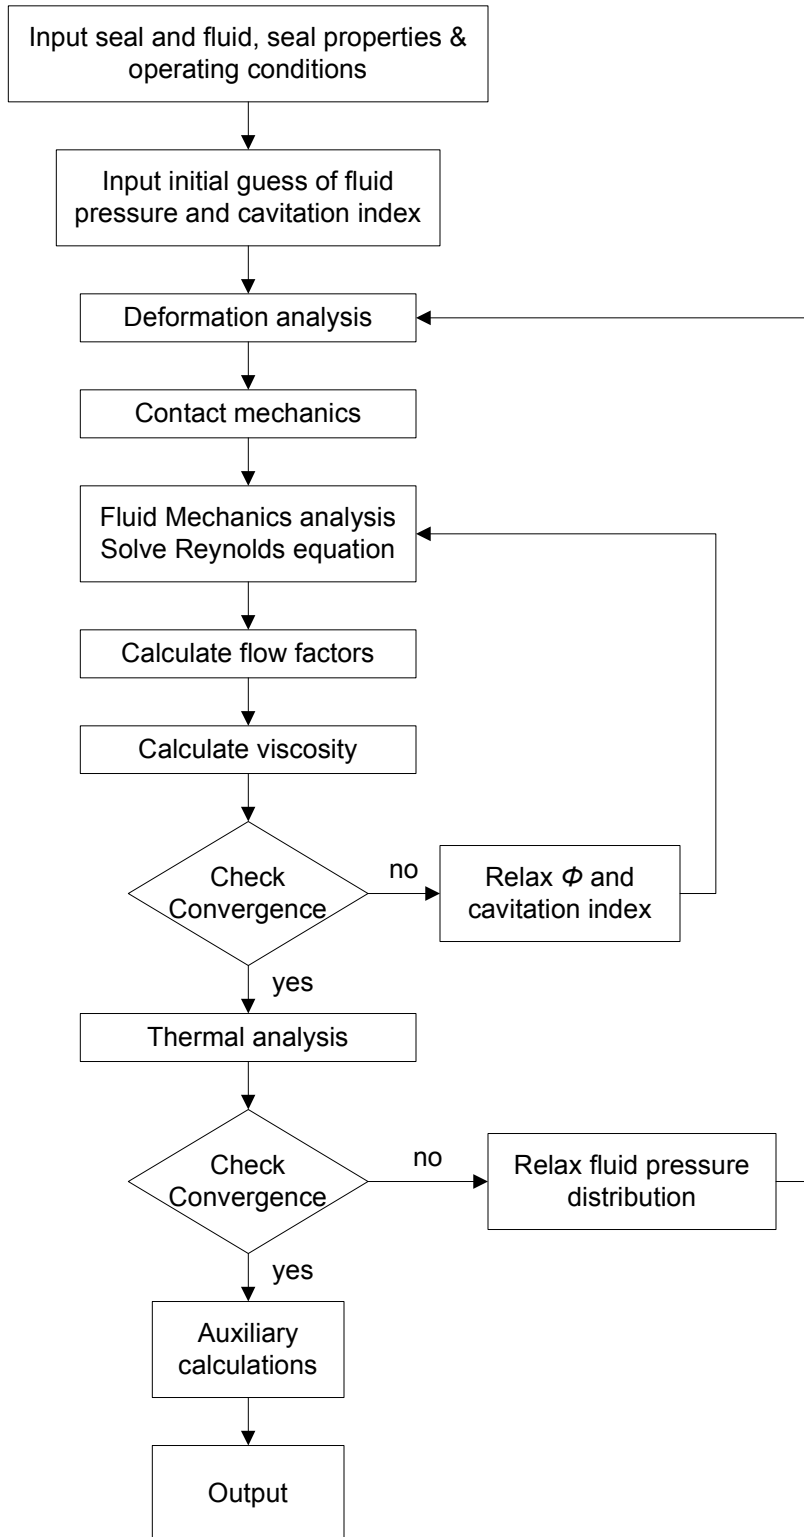 Input seal and fluid, seal properties &
operating conditions
Input initial guess of fluid
pressure and cavitation index
Deformation analysis
Contact mechanics
Fluid Mechanics analysis
Solve Reynolds equation
Calculate flow factors
Calculate viscosity
Check
Convergence
no
Relax Φ and
cavitation index
yes
Thermal analysis
Check
Convergence
no
Relax fluid pressure
distribution
yes
Auxiliary
calculations
Output